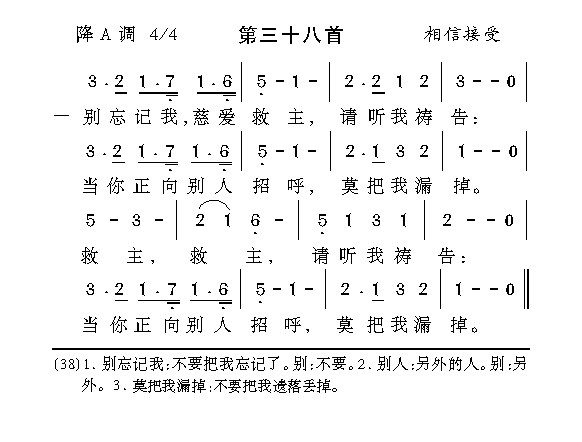 降A调 4/4 第三十八首 相信接受
3·2 1·7 1·6 | 5-1- | 2·2 1 2 | 3--0
一 别忘记我,慈爱救主, 请听我祷告:
3·2 1·7 1·6 | 5-1- | 2·1 3 2 | 1--0
当你正向别人招呼, 莫把我漏掉。
5-3- | 2 1 6- | 5 1 3 1 | 2--0
救主, 救主, 请听我祷告:
3·2 1·7 1·6 | 5-1- | 2·1 3 2 | 1--0
当你正向别人招呼, 莫把我漏掉。
(38)1. 别忘记我:不要把我忘记了。别:不要。2. 别人:另外的人。别:另
外。3. 莫把我漏掉:不要把我遗落丢掉。